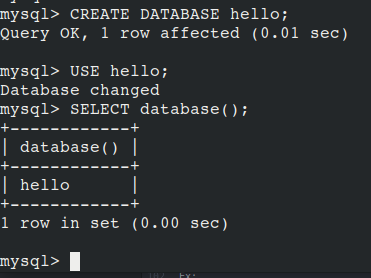 mysql> CREATE DATABASE hello;
Query OK, 1 row affected (0.01 sec)
mysql> USE hello;
Database changed
mysql> SELECT database();
+------------+
| database() |
+------------+
| hello      |
+------------+
1 row in set (0.00 sec)
mysql>